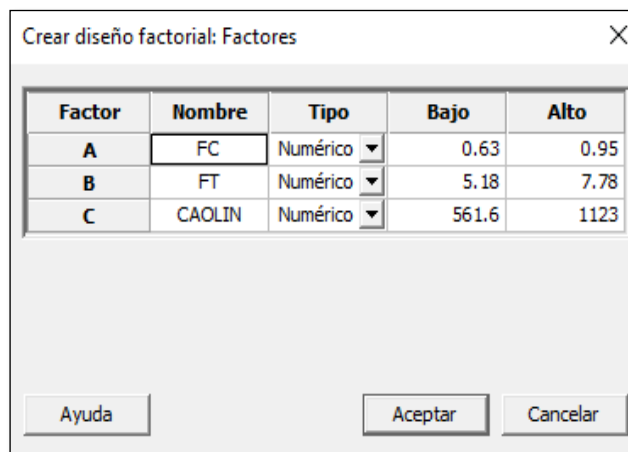 Crear diseño factorial: Factores
Factor Nombre Tipo Bajo Alto
A FC Numérico 0.63 0.95
B FT Numérico 5.18 7.78
C CAOLIN Numérico 561.6 1123
Ayuda Aceptar Cancelar